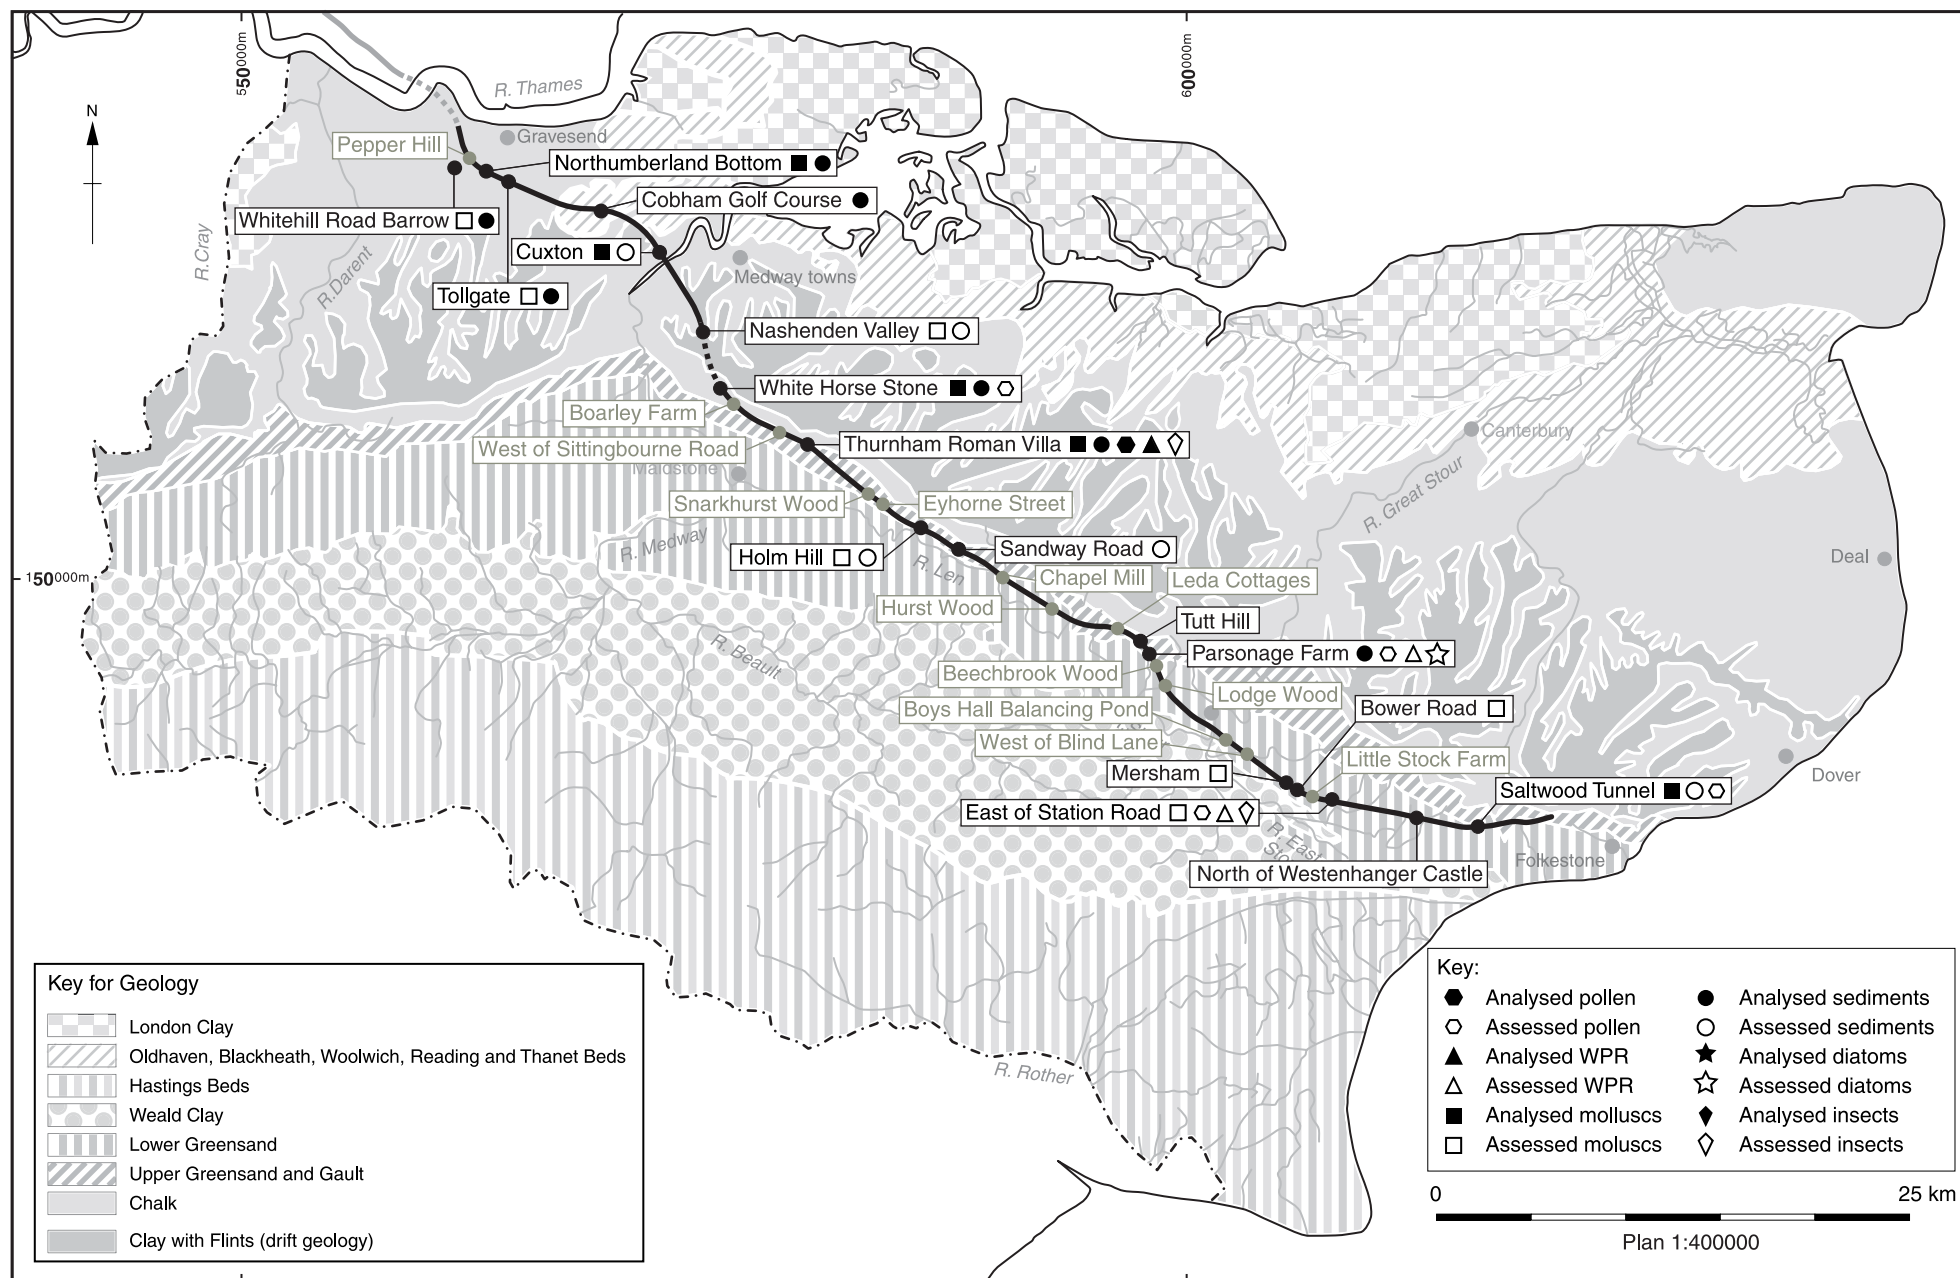 550000m
600000m
N
R. Thames
Gravesend
Pepper Hill
Northumberland Bottom
Cobham Golf Course
Whitehill Road Barrow
R.Cray
R.Darent
Cuxton
Medway towns
Tollgate
Nashenden Valley
White Horse Stone
Boarley Farm
Canterbury
West of Sittingbourne Road
Thurnham Roman Villa
Maidstone
R. Great Stour
Snarkhurst Wood
Eyhorne Street
R. Medway
Holm Hill
Sandway Road
R. Len
Deal
150000m
Chapel Mill
Leda Cottages
Hurst Wood
Tutt Hill
R. Beault
Parsonage Farm
Beechbrook Wood
Lodge Wood
Boys Hall Balancing Pond
Bower Road
West of Blind Lane
Little Stock Farm
Mersham
Dover
Saltwood Tunnel
East of Station Road
R. East
Folkestone
North of Westenhanger Castle
R. Rother
Key for Geology
London Clay
Oldhaven, Blackheath, Woolwich, Reading and Thanet Beds
Hastings Beds
Weald Clay
Lower Greensand
Upper Greensand and Gault
Chalk
Clay with Flints (drift geology)
Key:
Analysed pollen
Assessed pollen
Analysed WPR
Assessed WPR
Analysed molluscs
Assessed moluscs
Analysed sediments
Assessed sediments
Analysed diatoms
Assessed diatoms
Analysed insects
Assessed insects
0 25 km
Plan 1:400000